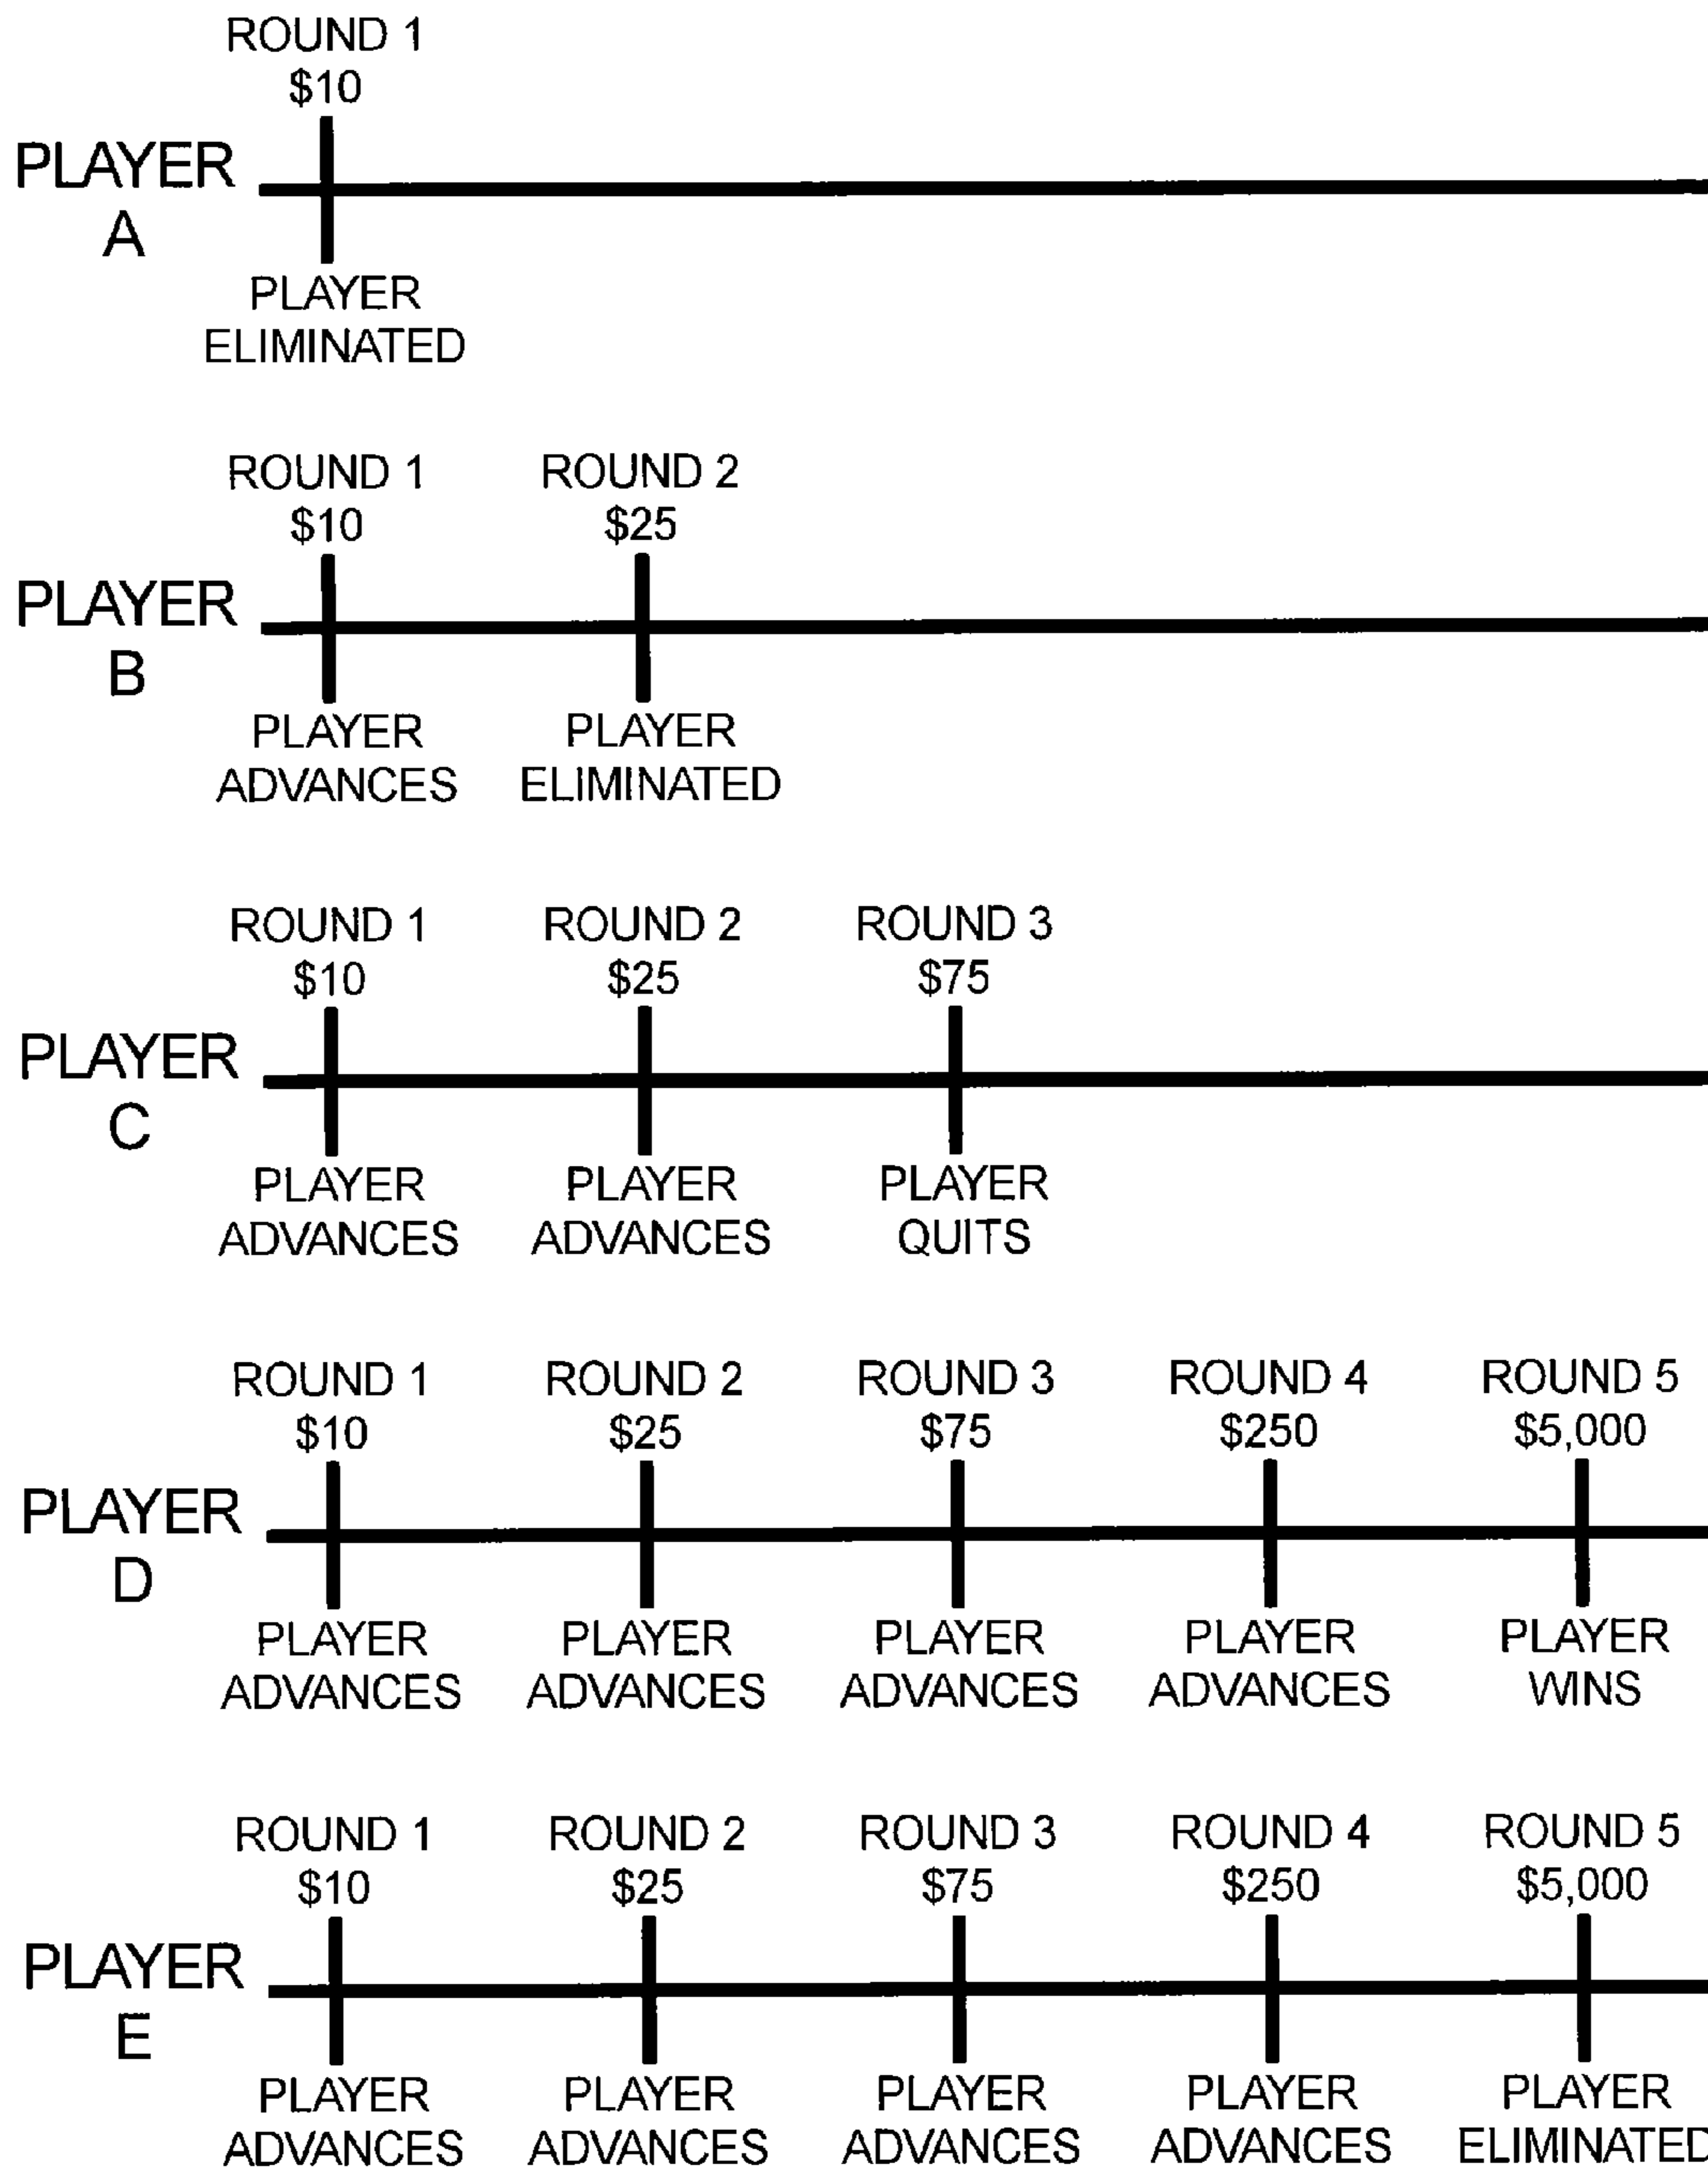 ROUND 1
$10
PLAYER
A
PLAYER
ELIMINATED
ROUND 1 ROUND 2
$10 $25
PLAYER
B
PLAYER PLAYER
ADVANCES ELIMINATED
ROUND 1 ROUND 2 ROUND 3
$10 $25 $75
PLAYER
C
PLAYER PLAYER PLAYER
ADVANCES ADVANCES QUITS
ROUND 1 ROUND 2 ROUND 3 ROUND 4 ROUND 5
$10 $25 $75 $250 $5,000
PLAYER
D
PLAYER PLAYER PLAYER PLAYER PLAYER
ADVANCES ADVANCES ADVANCES ADVANCES WINS
ROUND 1 ROUND 2 ROUND 3 ROUND 4 ROUND 5
$10 $25 $75 $250 $5,000
PLAYER
E
PLAYER PLAYER PLAYER PLAYER PLAYER
ADVANCES ADVANCES ADVANCES ADVANCES ELIMINATED